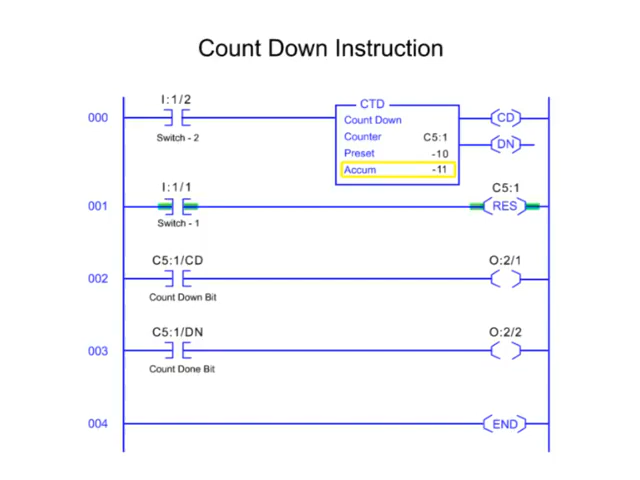 Count Down Instruction
I:1/2
CTD
000
Count Down
CD
Switch - 2
Counter C5:1
DN
Preset -10
Accum -11
I:1/1
C5:1
001
RES
Switch - 1
C5:1/CD
O:2/1
002
Count Down Bit
C5:1/DN
O:2/2
003
Count Done Bit
004
END